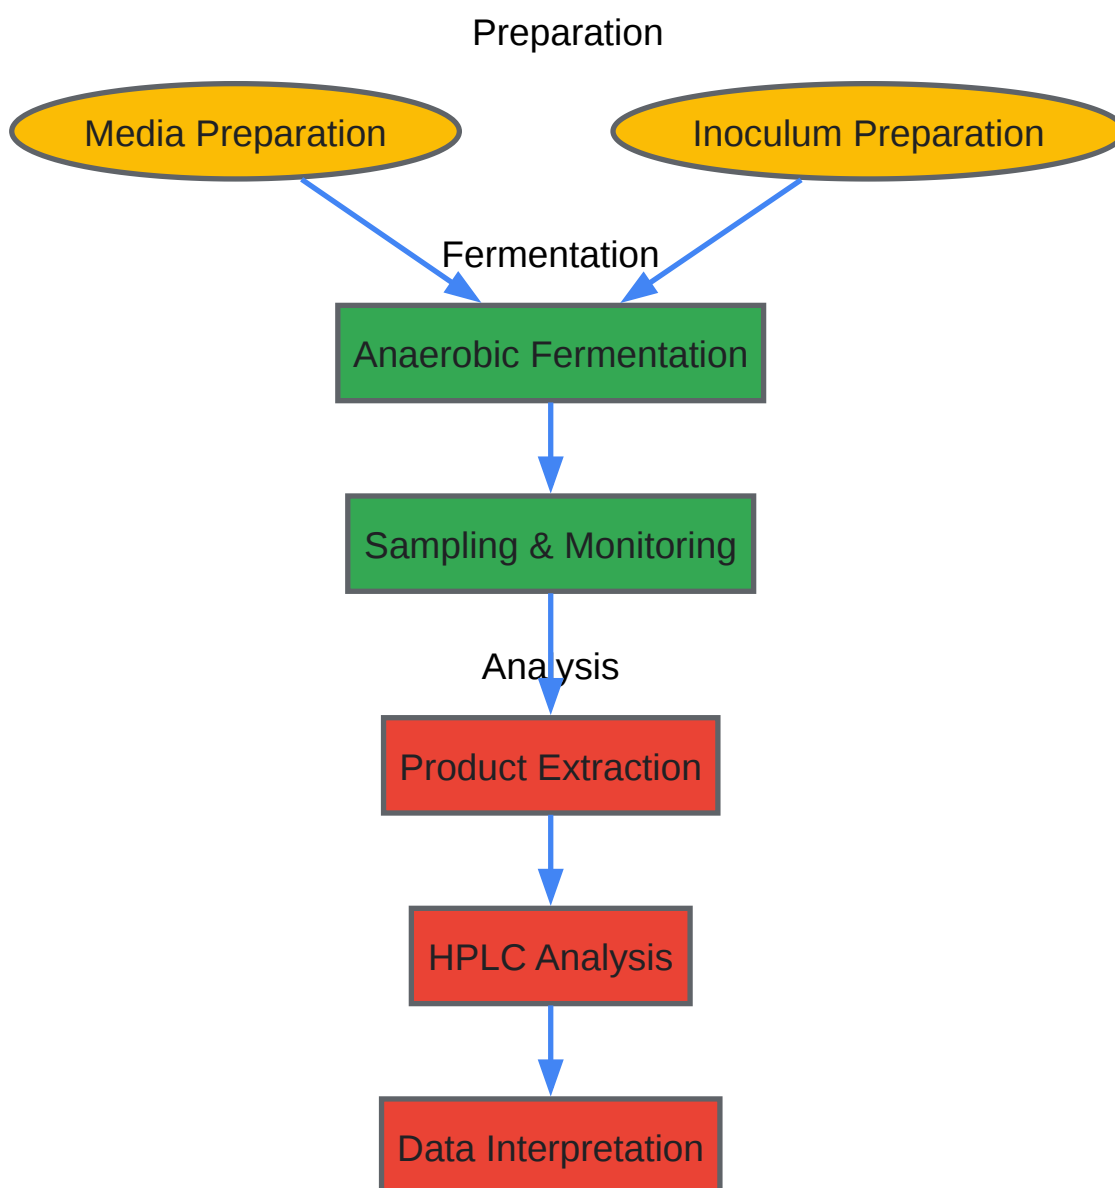 Preparation
Media Preparation
Inoculum Preparation
Fermentation
Anaerobic Fermentation
Sampling & Monitoring
Analysis
Product Extraction
HPLC Analysis
Data Interpretation